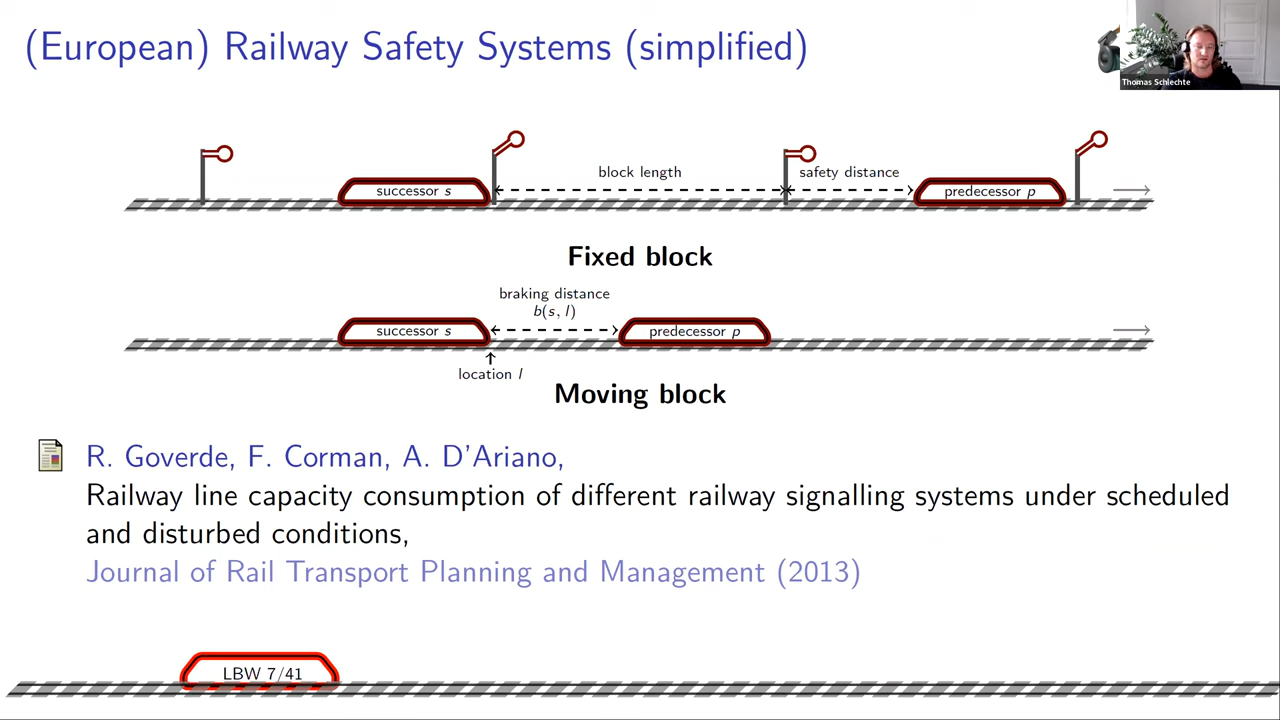 (European) Railway Safety Systems (simplified)
Thomas Schlechte
block length
safety distance
successor s
predecessor p
Fixed block
braking distance
b(s, l)
successor s
predecessor p
location l
Moving block
R. Goverde, F. Corman, A. D'Ariano,
Railway line capacity consumption of different railway signalling systems under scheduled
and disturbed conditions,
Journal of Rail Transport Planning and Management (2013)
LBW 7/41